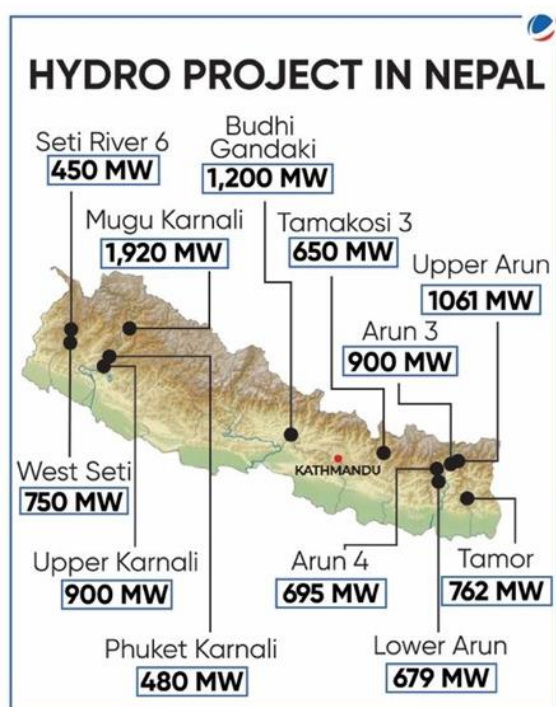 HYDRO PROJECT IN NEPAL
Seti River 6
450 MW
Budhi
Gandaki
1,200 MW
Mugu Karnali
1,920 MW
Tamakosi 3
650 MW
Upper Arun
1061 MW
Arun 3
900 MW
KATHMANDU
West Seti
750 MW
Upper Karnali
900 MW
Phuket Karnali
480 MW
Arun 4
695 MW
Tamor
762 MW
Lower Arun
679 MW